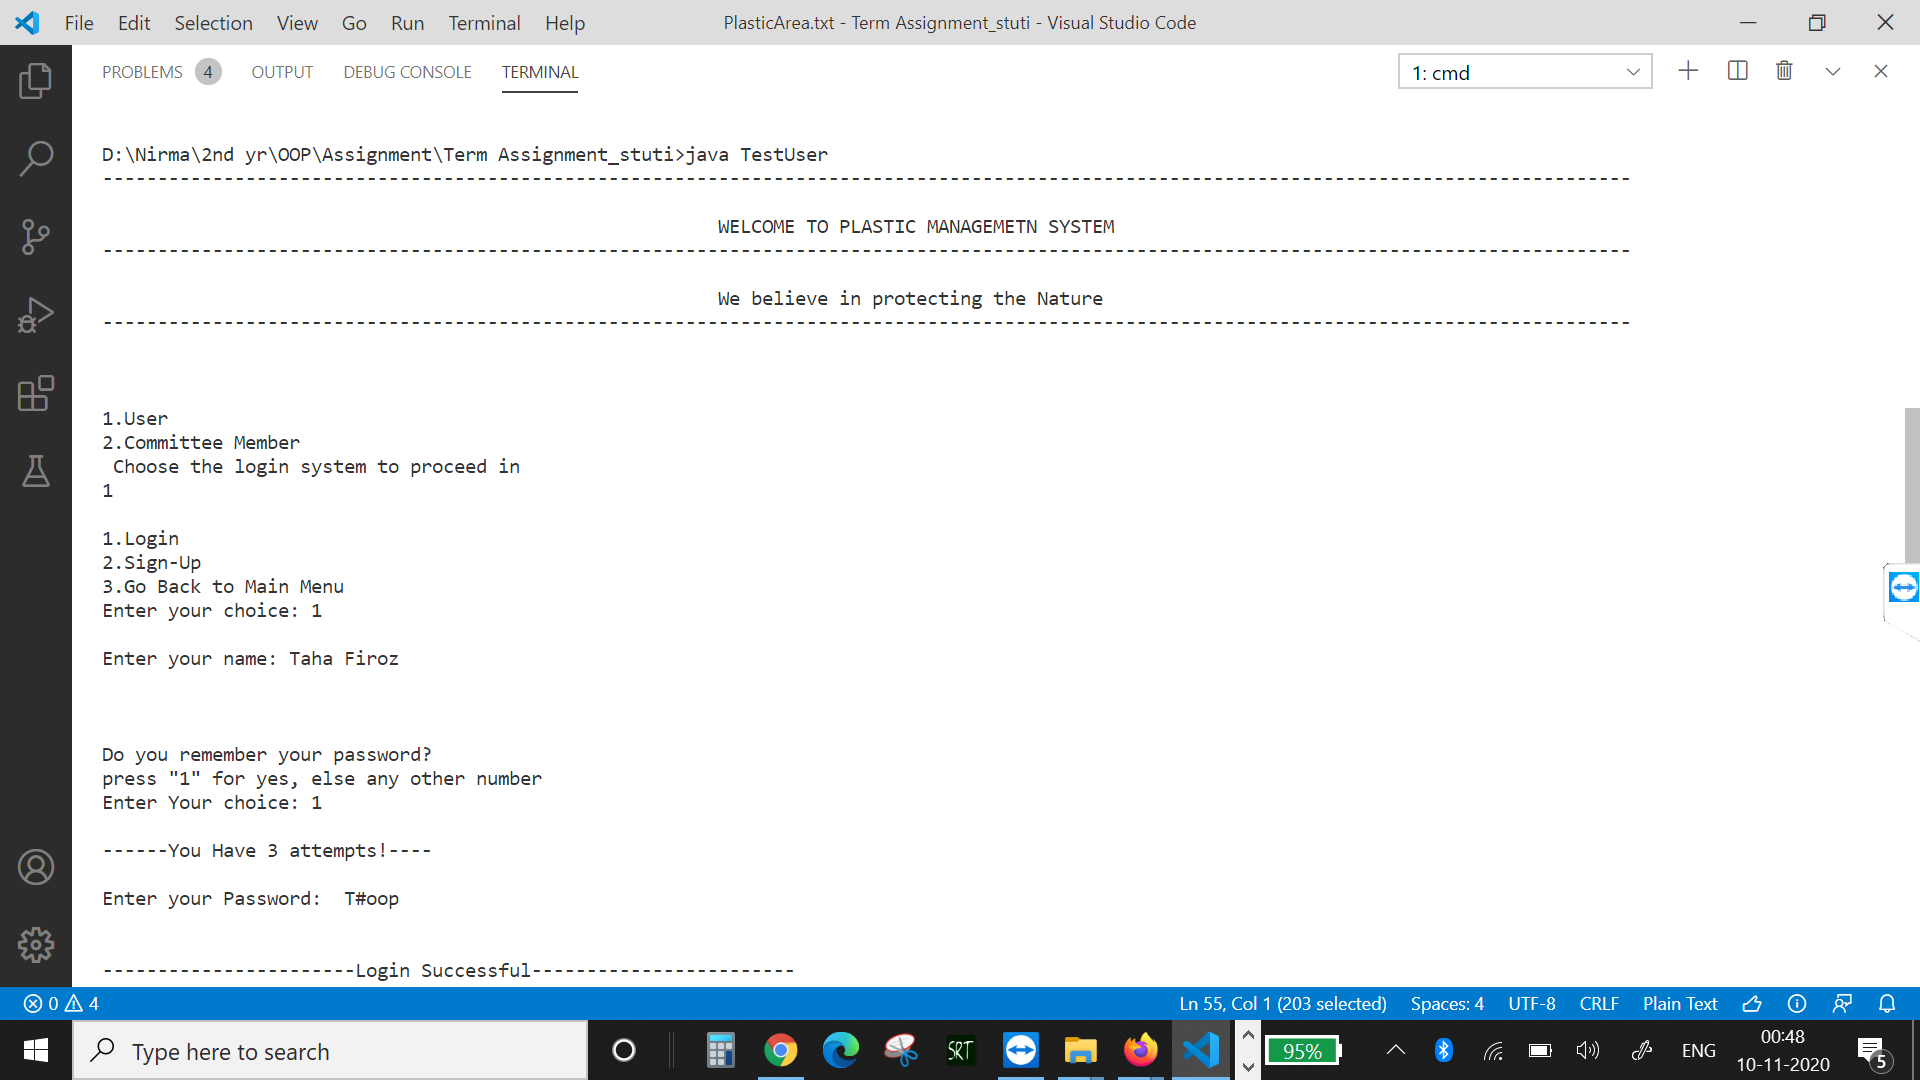 File Edit Selection View Go Run Terminal Help PlasticArea.txt - Term Assignment_stuti - Visual Studio Code
PROBLEMS 4 OUTPUT DEBUG CONSOLE TERMINAL 1: cmd
D:\Nirma\2nd yr\OOP\Assignment\Term Assignment_stuti>java TestUser
-------------------------------------------------------------------------------------------------------------------------------------------
WELCOME TO PLASTIC MANAGEMETN SYSTEM
-------------------------------------------------------------------------------------------------------------------------------------------
We believe in protecting the Nature
-------------------------------------------------------------------------------------------------------------------------------------------
1.User
2.Committee Member
Choose the login system to proceed in
1
1.Login
2.Sign-Up
3.Go Back to Main Menu
Enter your choice: 1
Enter your name: Taha Firoz
Do you remember your password?
press "1" for yes, else any other number
Enter Your choice: 1
------You Have 3 attempts!----
Enter your Password:  T#oop
-----------------------Login Successful------------------------
0 4 Ln 55, Col 1 (203 selected) Spaces: 4 UTF-8 CRLF Plain Text
Type here to search SRT 95% ENG 00:48
10-11-2020 5